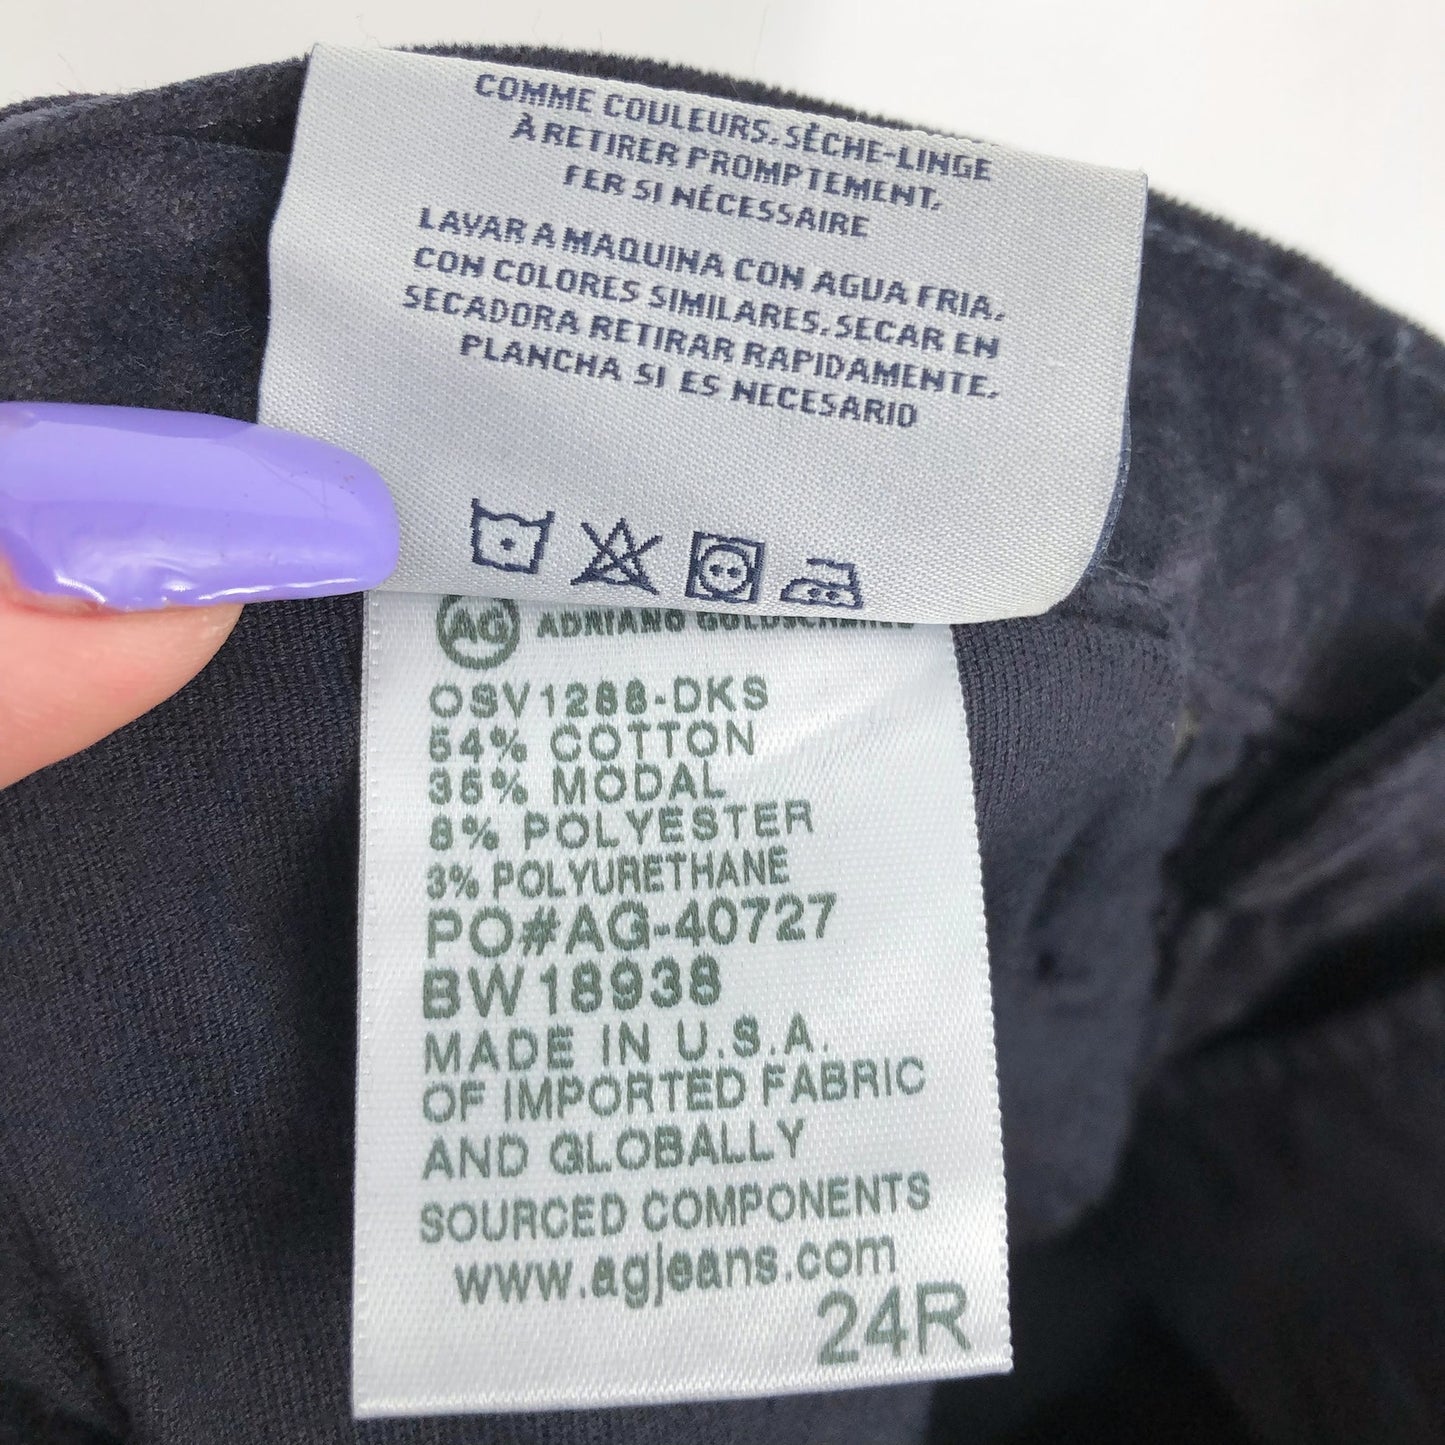 COMME COULEURS, SÈCHE-LINGE
À RETIRER PROMPTEMENT,
FER SI NÉCESSAIRE
LAVAR A MAQUINA CON AGUA FRIA,
CON COLORES SIMILARES, SECAR EN
SECADORA RETIRAR RAPIDAMENTE,
PLANCHA SI ES NECESARIO
AG ADRIANO GOLDSCHMIED
OSV1288-DKS
54% COTTON
35% MODAL
8% POLYESTER
3% POLYURETHANE
PO#AG-40727
BW18938
MADE IN U.S.A.
OF IMPORTED FABRIC
AND GLOBALLY
SOURCED COMPONENTS
www.agjeans.com
24R